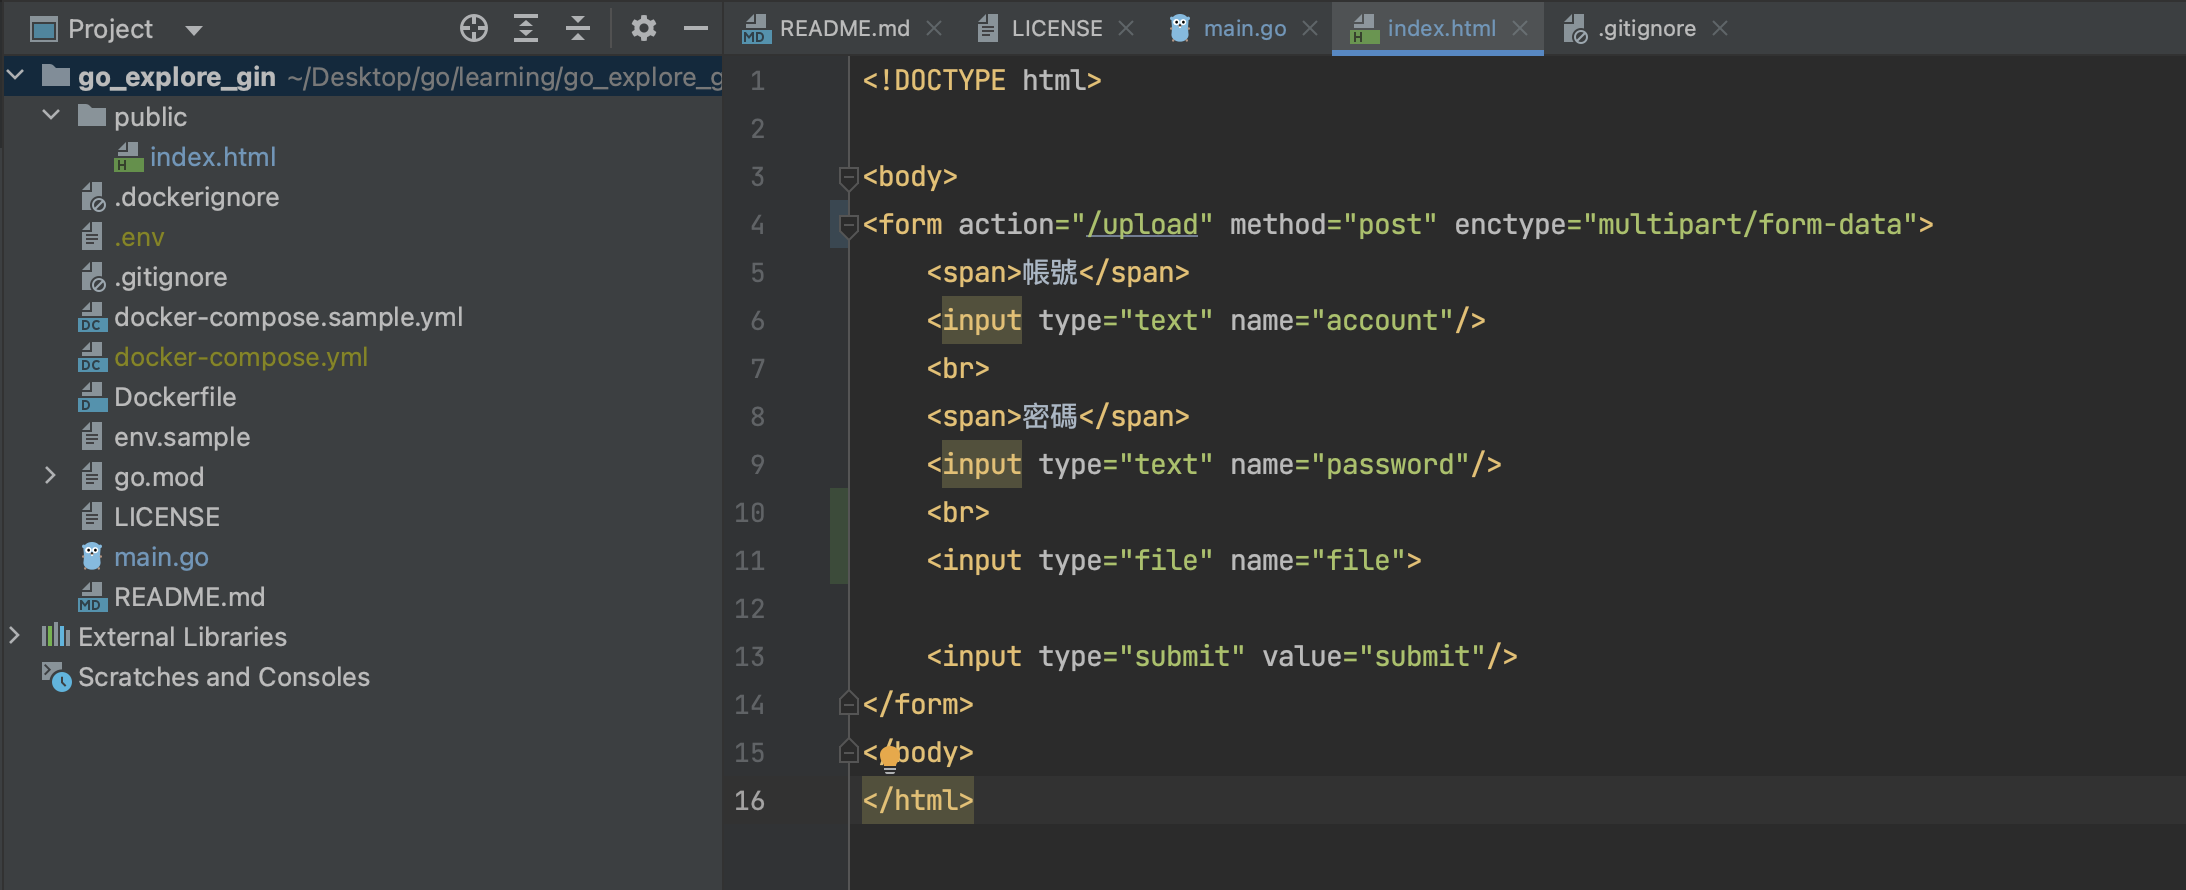 Project
README.md
LICENSE
main.go
index.html
.gitignore
go_explore_gin ~/Desktop/go/learning/go_explore_g
public
index.html
.dockerignore
.env
.gitignore
docker-compose.sample.yml
docker-compose.yml
Dockerfile
env.sample
go.mod
LICENSE
main.go
README.md
External Libraries
Scratches and Consoles
1 <!DOCTYPE html>
2
3 <body>
4 <form action="/upload" method="post" enctype="multipart/form-data">
5 <span>帳號</span>
6 <input type="text" name="account"/>
7 <br>
8 <span>密碼</span>
9 <input type="text" name="password"/>
10 <br>
11 <input type="file" name="file">
12
13 <input type="submit" value="submit"/>
14 </form>
15 </body>
16 </html>